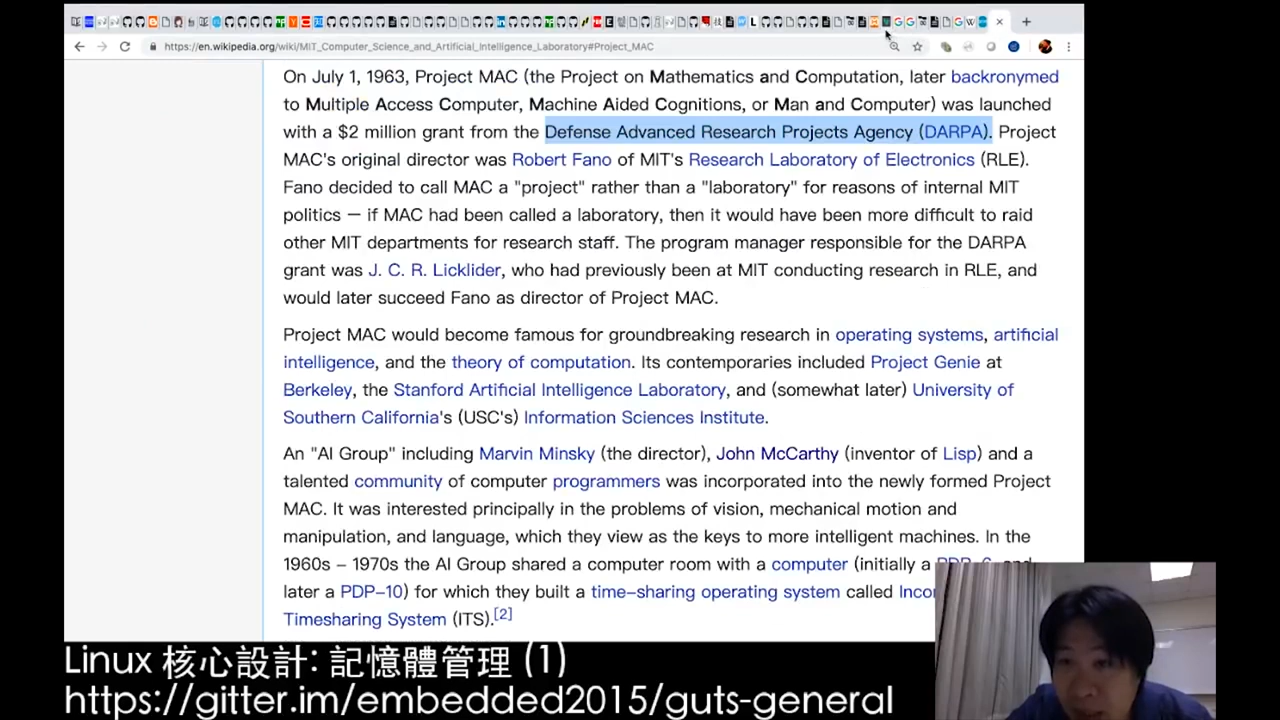 https://en.wikipedia.org/wiki/MIT_Computer_Science_and_Artificial_Intelligence_Laboratory#Project_MAC
On July 1, 1963, Project MAC (the Project on Mathematics and Computation, later backronymed
to Multiple Access Computer, Machine Aided Cognitions, or Man and Computer) was launched
with a $2 million grant from the Defense Advanced Research Projects Agency (DARPA). Project
MAC's original director was Robert Fano of MIT's Research Laboratory of Electronics (RLE).
Fano decided to call MAC a "project" rather than a "laboratory" for reasons of internal MIT
politics – if MAC had been called a laboratory, then it would have been more difficult to raid
other MIT departments for research staff. The program manager responsible for the DARPA
grant was J. C. R. Licklider, who had previously been at MIT conducting research in RLE, and
would later succeed Fano as director of Project MAC.
Project MAC would become famous for groundbreaking research in operating systems, artificial
intelligence, and the theory of computation. Its contemporaries included Project Genie at
Berkeley, the Stanford Artificial Intelligence Laboratory, and (somewhat later) University of
Southern California's (USC's) Information Sciences Institute.
An "AI Group" including Marvin Minsky (the director), John McCarthy (inventor of Lisp) and a
talented community of computer programmers was incorporated into the newly formed Project
MAC. It was interested principally in the problems of vision, mechanical motion and
manipulation, and language, which they view as the keys to more intelligent machines. In the
1960s – 1970s the AI Group shared a computer room with a computer (initially a PDP-6, and
later a PDP–10) for which they built a time–sharing operating system called Incom
Timesharing System (ITS).[2]
Linux 核心設計: 記憶體管理 (1)
https://gitter.im/embedded2015/guts-general